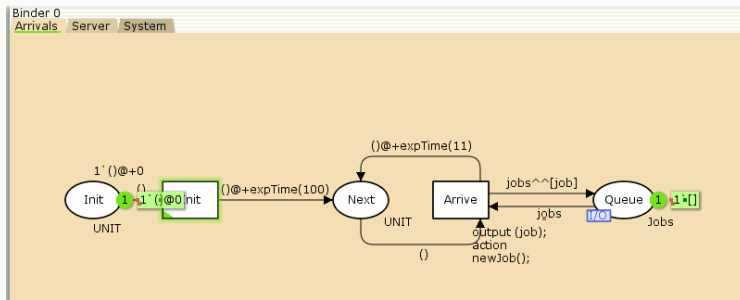 Binder 0
Arrivals Server System
1`()@+0
()
Init
1
1`()@0
Init
UNIT
()@+expTime(100)
()@+expTime(11)
Next
UNIT
()
Arrive
jobs^^[job]
jobs
output (job);
action
newJob();
Queue
I/O
1
1`[]
Jobs